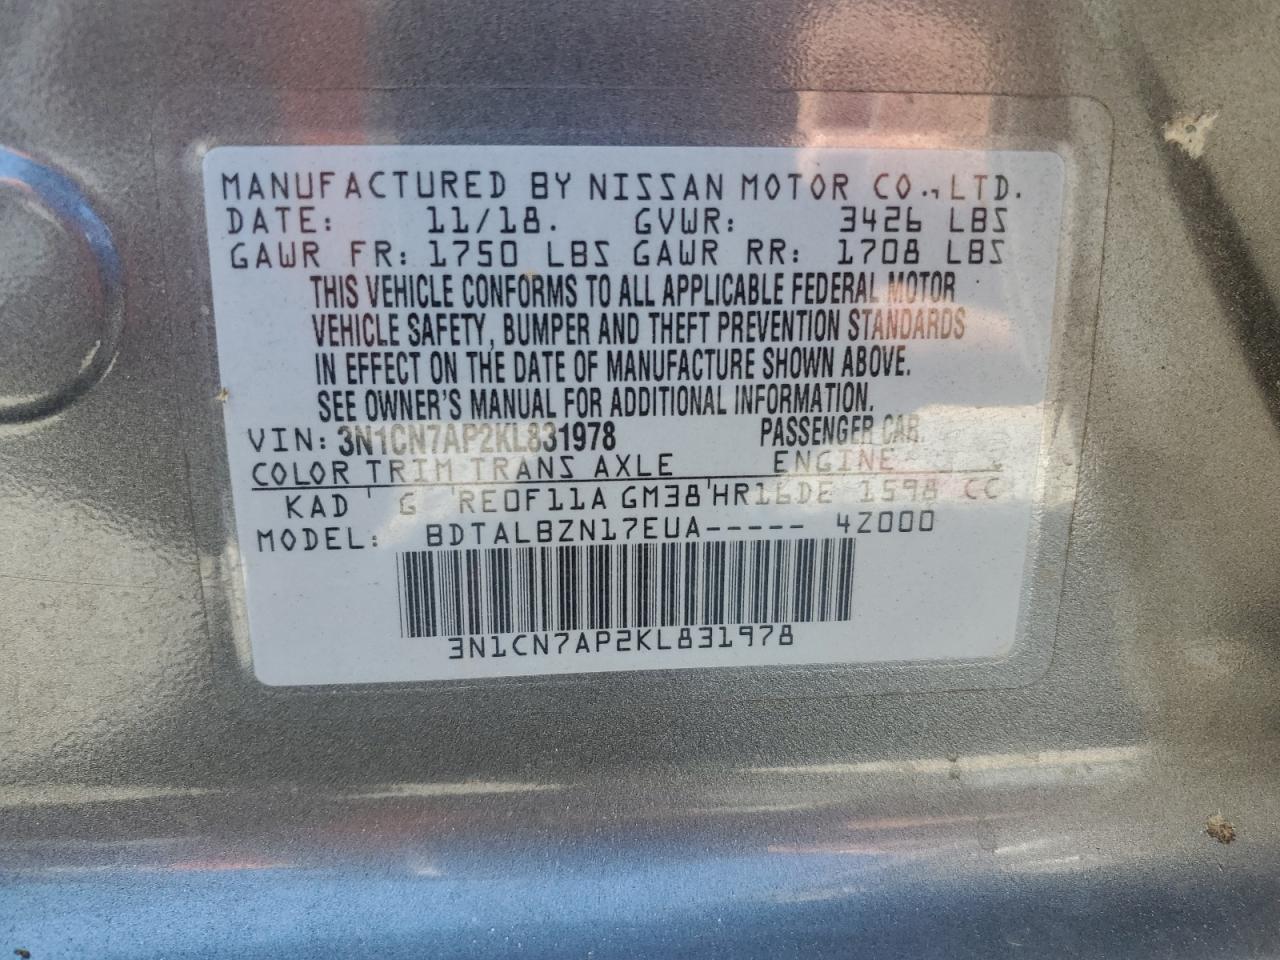 MANUFACTURED BY NISSAN MOTOR CO., LTD.
DATE: 11/18. GVWR: 3426 LBS
GAWR FR: 1750 LBS GAWR RR: 1708 LBS
THIS VEHICLE CONFORMS TO ALL APPLICABLE FEDERAL MOTOR
VEHICLE SAFETY, BUMPER AND THEFT PREVENTION STANDARDS
IN EFFECT ON THE DATE OF MANUFACTURE SHOWN ABOVE.
SEE OWNER'S MANUAL FOR ADDITIONAL INFORMATION.
VIN: 3N1CN7AP2KL831978 PASSENGER CAR.
COLOR TRIM TRANS AXLE ENGINE
KAD G RE0F11A GM38 HR16DE 1598 CC
MODEL: BDTALBZN17EUA----- 4Z000
3N1CN7AP2KL831978